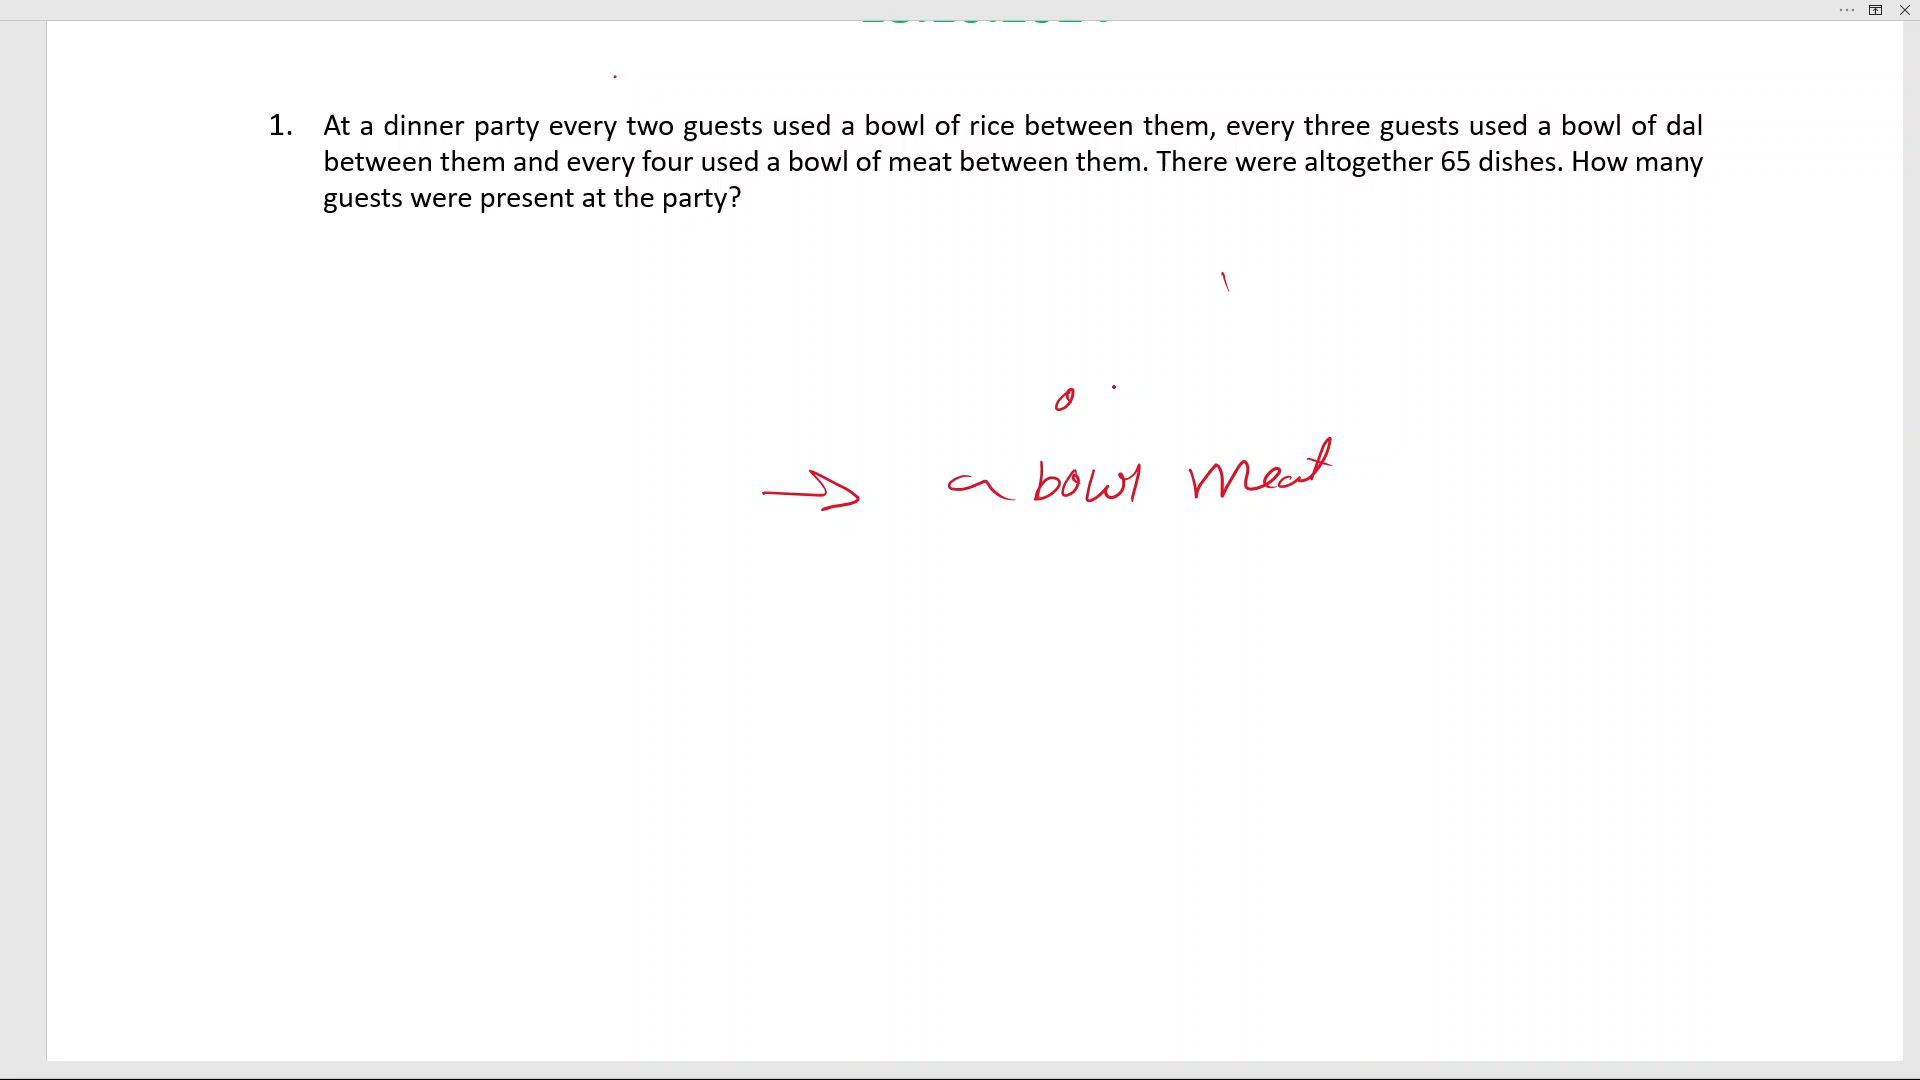 1. At a dinner party every two guests used a bowl of rice between them, every three guests used a bowl of dal
between them and every four used a bowl of meat between them. There were altogether 65 dishes. How many
guests were present at the party?
a bowl meat